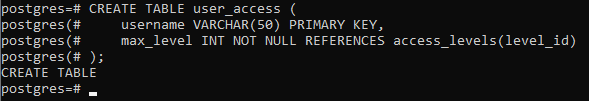 postgres=# CREATE TABLE user_access (
postgres(#     username VARCHAR(50) PRIMARY KEY,
postgres(#     max_level INT NOT NULL REFERENCES access_levels(level_id)
postgres(# );
CREATE TABLE
postgres=#